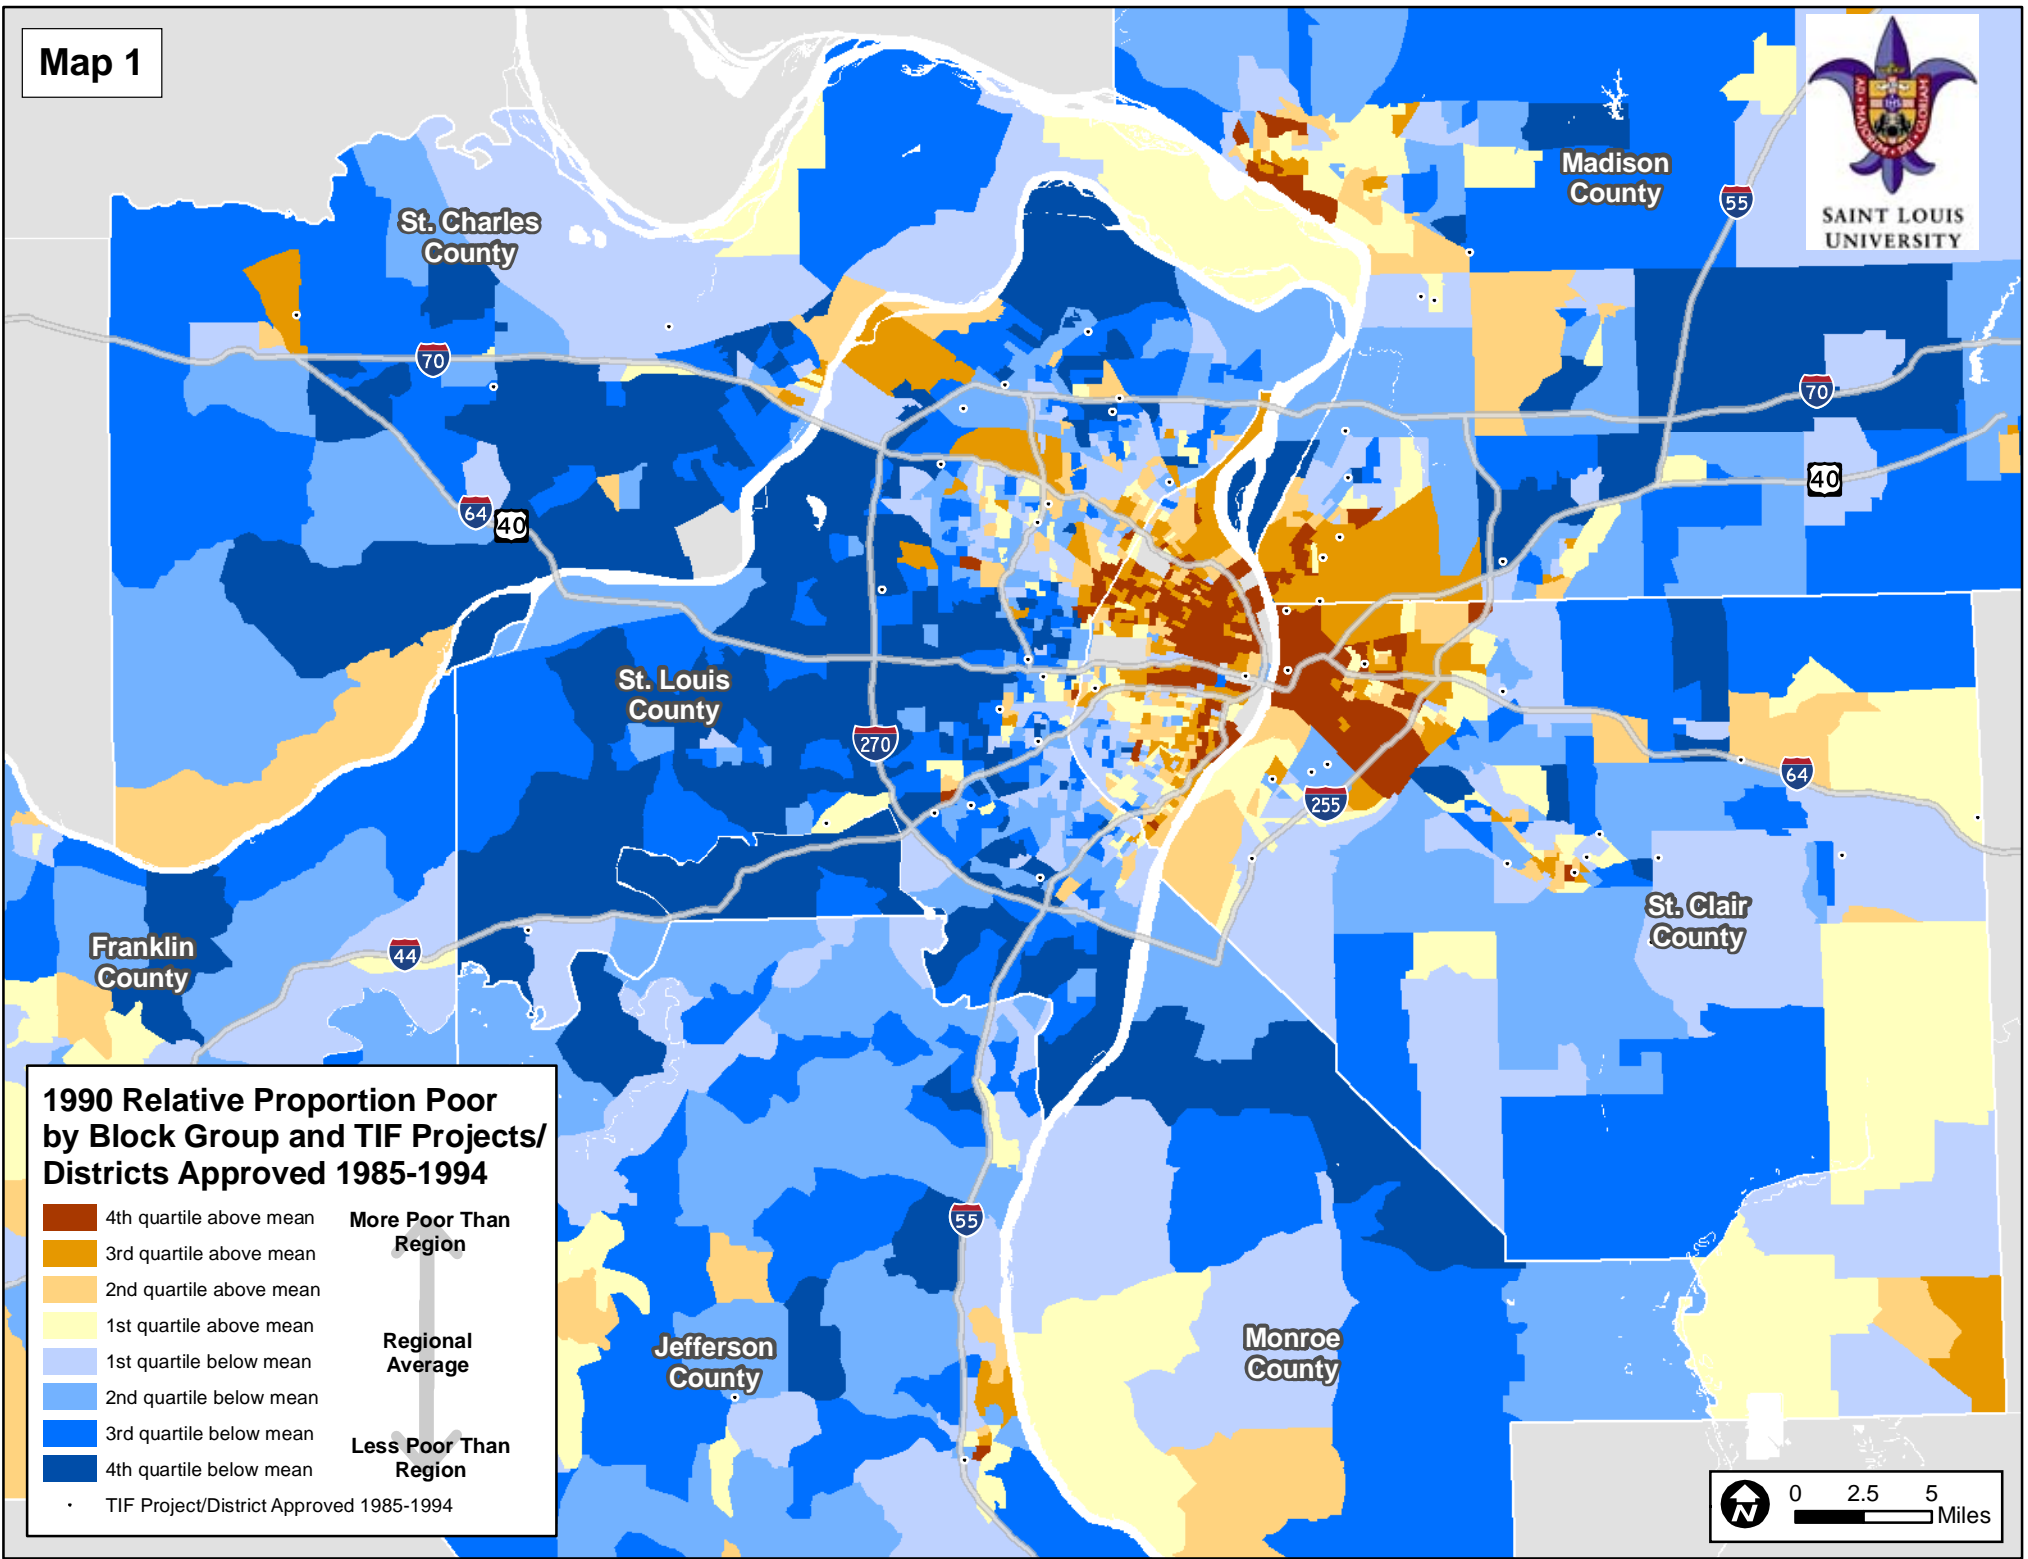 Map 1
SAINT LOUIS
UNIVERSITY
Madison
County
55
St. Charles
County
70
70
40
64
40
St. Louis
County
270
64
255
St. Clair
County
Franklin
County
44
55
Jefferson
County
Monroe
County
1990 Relative Proportion Poor
by Block Group and TIF Projects/
Districts Approved 1985-1994
4th quartile above mean
3rd quartile above mean
2nd quartile above mean
1st quartile above mean
1st quartile below mean
2nd quartile below mean
3rd quartile below mean
4th quartile below mean
TIF Project/District Approved 1985-1994
More Poor Than
Region
Regional
Average
Less Poor Than
Region
N
0 2.5 5
Miles